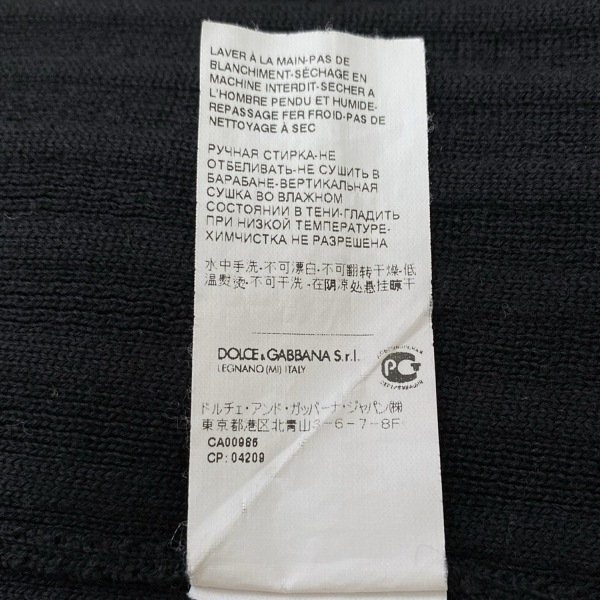 LAVER À LA MAIN-PAS DE
BLANCHIMENT-SÉCHAGE EN
MACHINE INTERDIT-SECHER A
L'HOMBRE PENDU ET HUMIDE-
REPASSAGE FER FROID-PAS DE
NETTOYAGE À SEC
РУЧНАЯ СТИРКА-НЕ
ОТБЕЛИВАТЬ-НЕ СУШИТЬ В
БАРАБАНЕ-ВЕРТИКАЛЬНАЯ
СУШКА ВО ВЛАЖНОМ
СОСТОЯНИИ В ТЕНИ-ГЛАДИТЬ
ПРИ НИЗКОЙ ТЕМПЕРАТУРЕ-
ХИМЧИСТКА НЕ РАЗРЕШЕНА
水中手洗-不可漂白-不可翻转干燥-低
温熨烫-不可干洗-在阴凉处悬挂晾干
DOLCE & GABBANA S.r.l.
LEGNANO (MI) ITALY
РСТ
ドルチェ・アンド・ガッバーナ・ジャパン(株)
東京都港区北青山3-6-7-8F
CA00985
CP: 04209